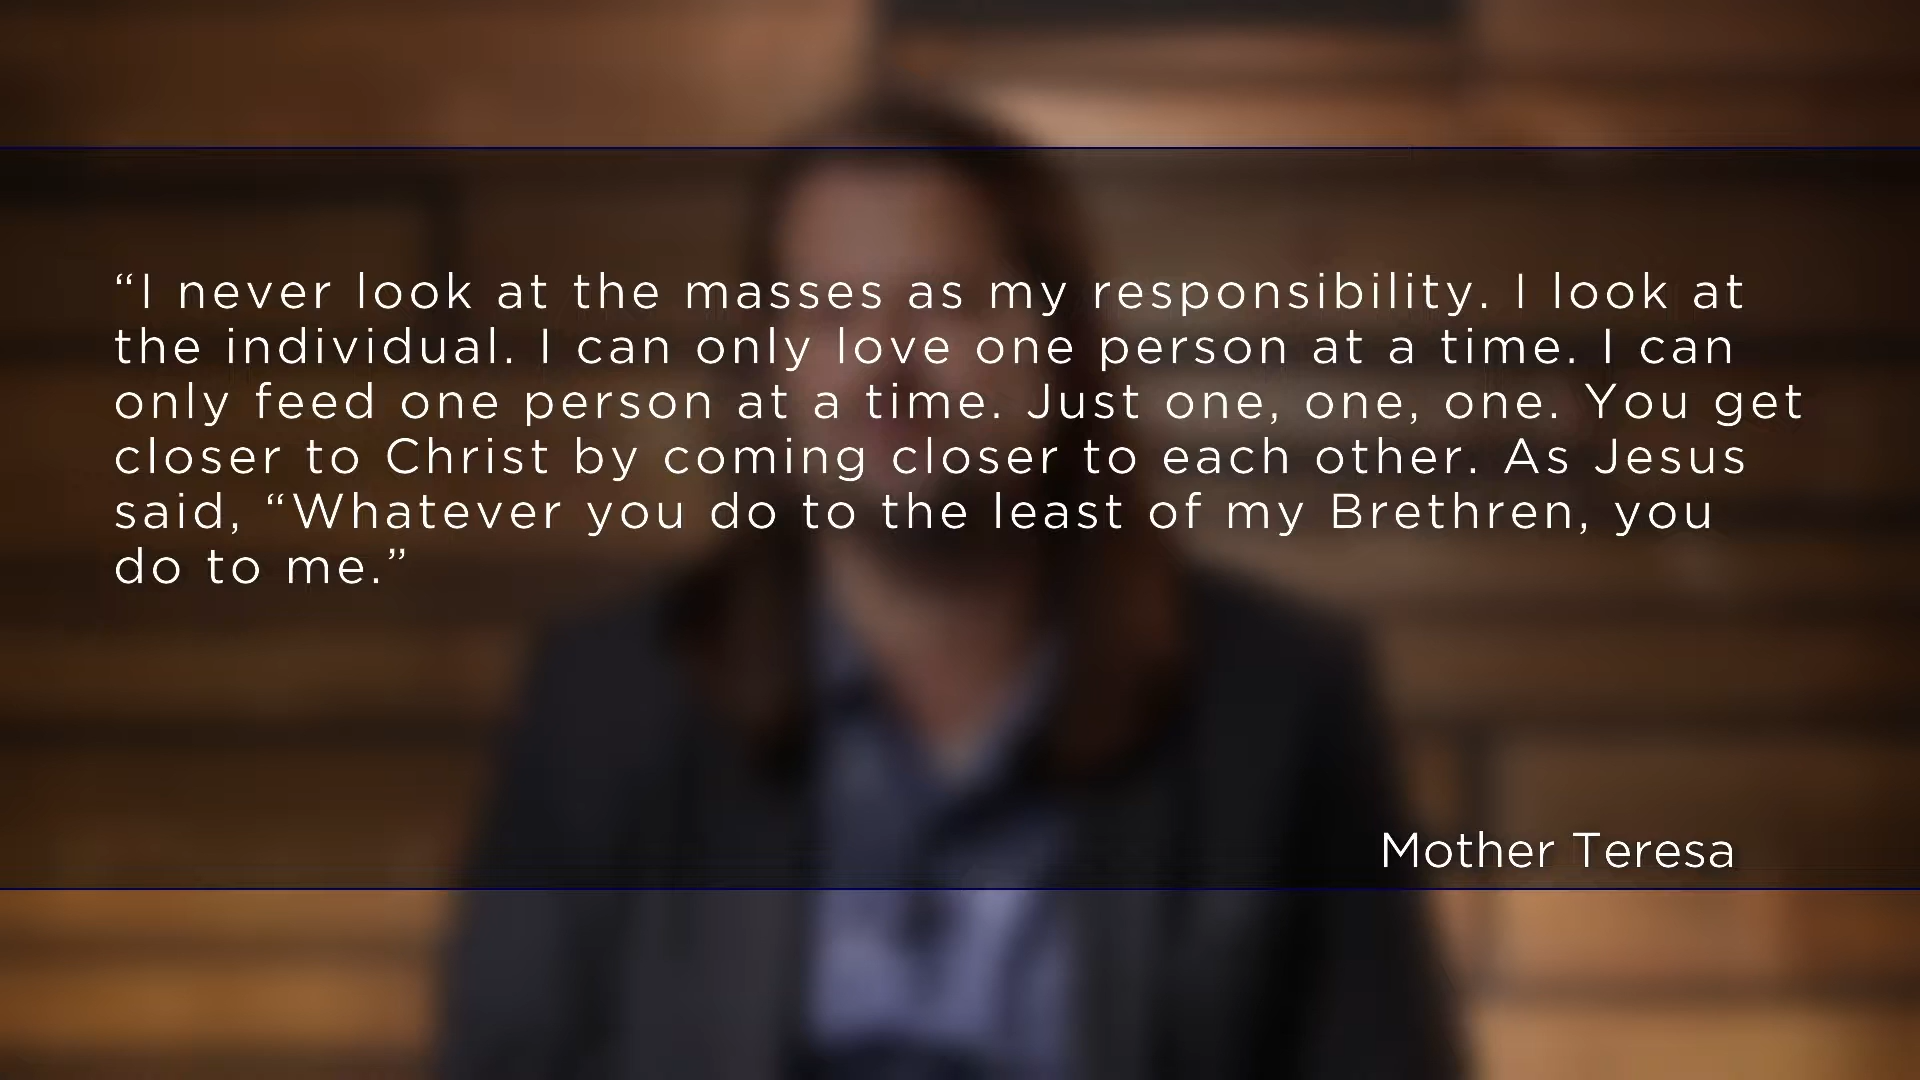 “I never look at the masses as my responsibility. I look at
the individual. I can only love one person at a time. I can
only feed one person at a time. Just one, one, one. You get
closer to Christ by coming closer to each other. As Jesus
said, “Whatever you do to the least of my Brethren, you
do to me.”
Mother Teresa